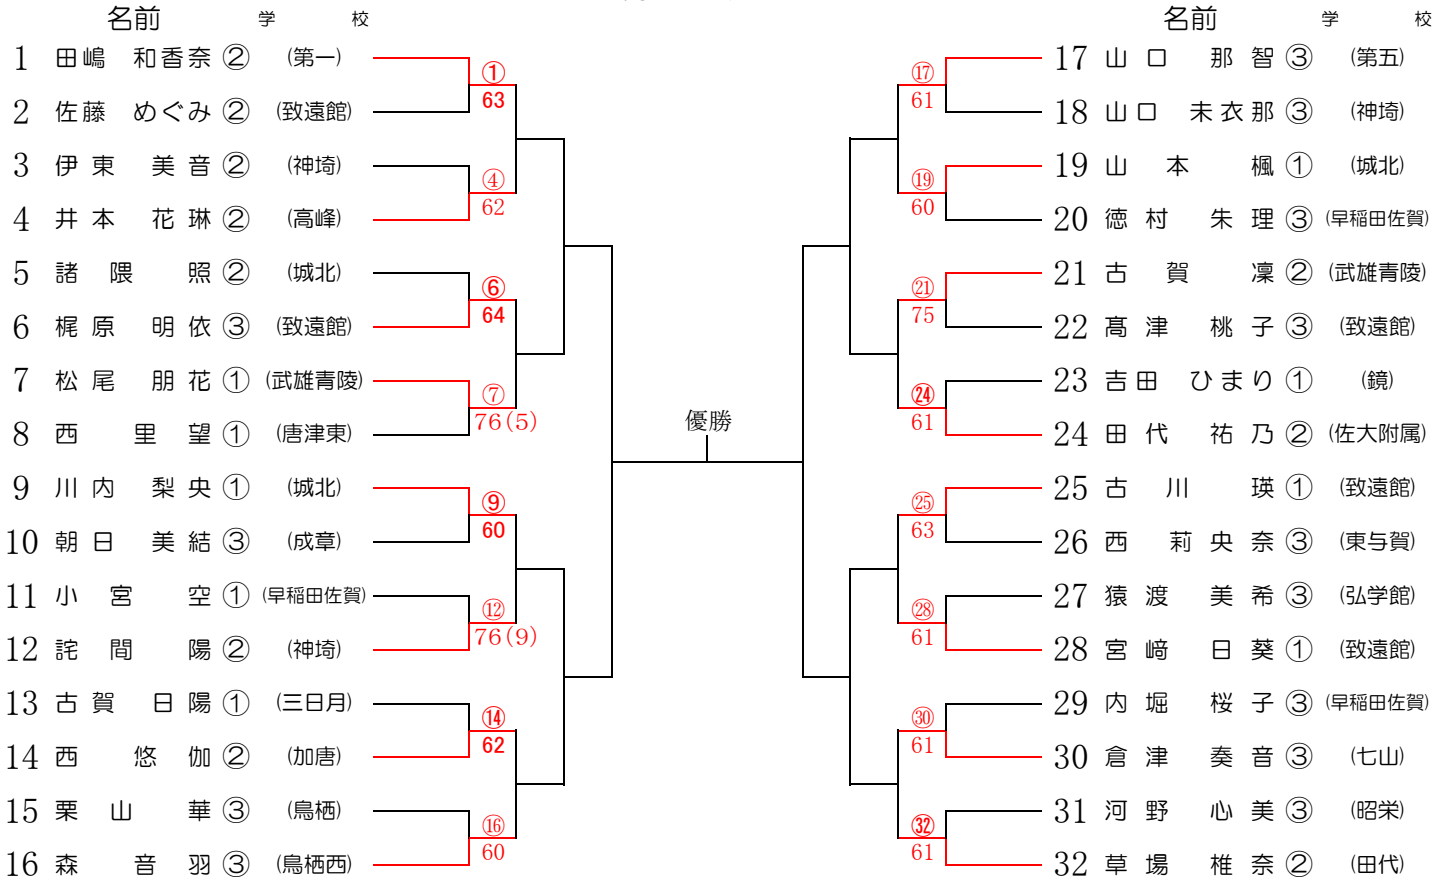 名前 学 校 名前 学 校
1 田嶋 和香奈 ② (第一) ① 63 ⑰ 61 17 山口 那智 ③ (第五)
2 佐藤 めぐみ ② (致遠館) 18 山口 未衣那 ③ (神埼)
3 伊東 美音 ② (神埼) ④ 62 ⑲ 60 19 山本 楓 ① (城北)
4 井本 花琳 ② (高峰) 20 徳村 朱理 ③ (早稲田佐賀)
5 諸隈 照 ② (城北) ⑥ 64 ㉑ 75 21 古賀 凜 ② (武雄青陵)
6 梶原 明依 ③ (致遠館) 22 髙津 桃子 ③ (致遠館)
7 松尾 朋花 ① (武雄青陵) ⑦ 76(5) ㉔ 61 23 吉田 ひまり ① (鏡)
8 西 里望 ① (唐津東) 優勝 24 田代 祐乃 ② (佐大附属)
9 川内 梨央 ① (城北) ⑨ 60 ㉕ 63 25 古川 瑛 ① (致遠館)
10 朝日 美結 ③ (成章) 26 西 莉央奈 ③ (東与賀)
11 小宮 空 ① (早稲田佐賀) ⑫ 76(9) ㉘ 61 27 猿渡 美希 ③ (弘学館)
12 詫間 陽 ② (神埼) 28 宮﨑 日葵 ① (致遠館)
13 古賀 日陽 ① (三日月) ⑭ 62 ㉚ 61 29 内堀 桜子 ③ (早稲田佐賀)
14 西 悠伽 ② (加唐) 30 倉津 奏音 ③ (七山)
15 栗山 華 ③ (鳥栖) ⑯ 60 ㉜ 61 31 河野 心美 ③ (昭栄)
16 森 音羽 ③ (鳥栖西) 32 草場 椎奈 ② (田代)